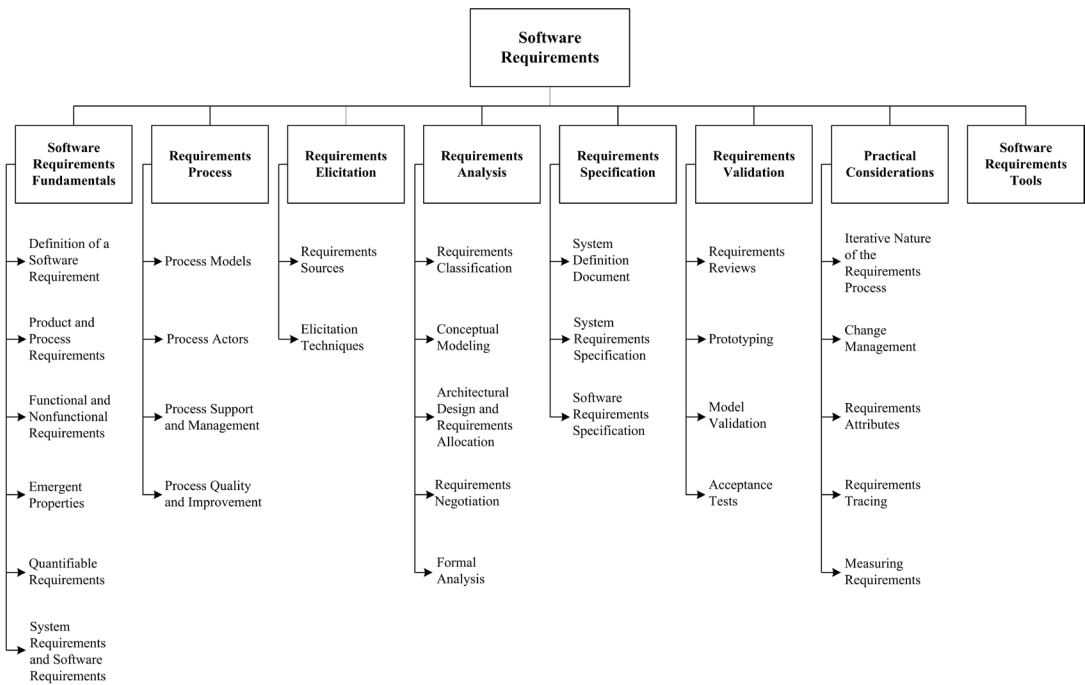 Software
Requirements
Software
Requirements
Fundamentals
Definition of a
Software
Requirement
Product and
Process
Requirements
Functional and
Nonfunctional
Requirements
Emergent
Properties
Quantifiable
Requirements
System
Requirements
and Software
Requirements
Requirements
Process
Process Models
Process Actors
Process Support
and Management
Process Quality
and Improvement
Requirements
Elicitation
Requirements
Sources
Elicitation
Techniques
Requirements
Analysis
Requirements
Classification
Conceptual
Modeling
Architectural
Design and
Requirements
Allocation
Requirements
Negotiation
Formal
Analysis
Requirements
Specification
System
Definition
Document
System
Requirements
Specification
Software
Requirements
Specification
Requirements
Validation
Requirements
Reviews
Prototyping
Model
Validation
Acceptance
Tests
Practical
Considerations
Iterative Nature
of the
Requirements
Process
Change
Management
Requirements
Attributes
Requirements
Tracing
Measuring
Requirements
Software
Requirements
Tools